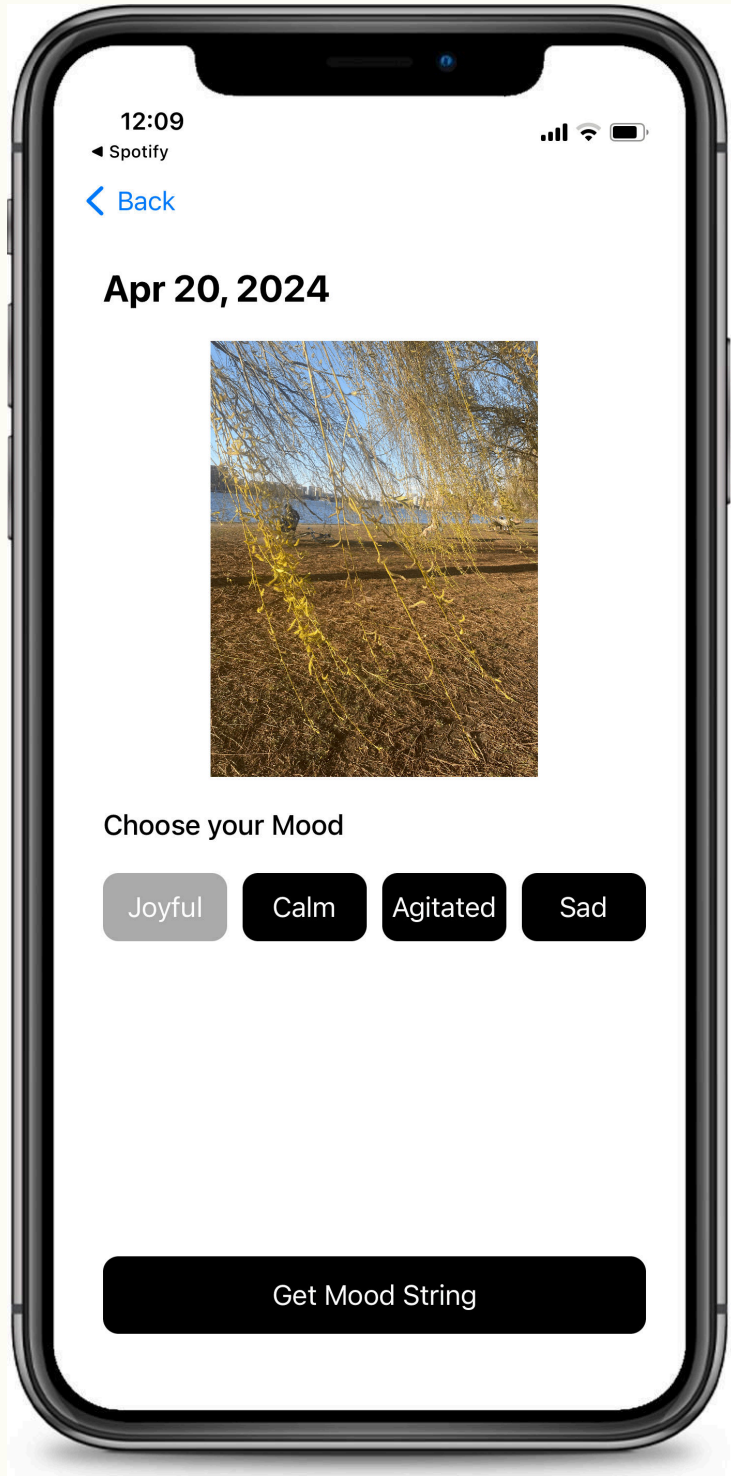 12:09
◀ Spotify
Back
Apr 20, 2024
Choose your Mood
Joyful Calm Agitated Sad
Get Mood String